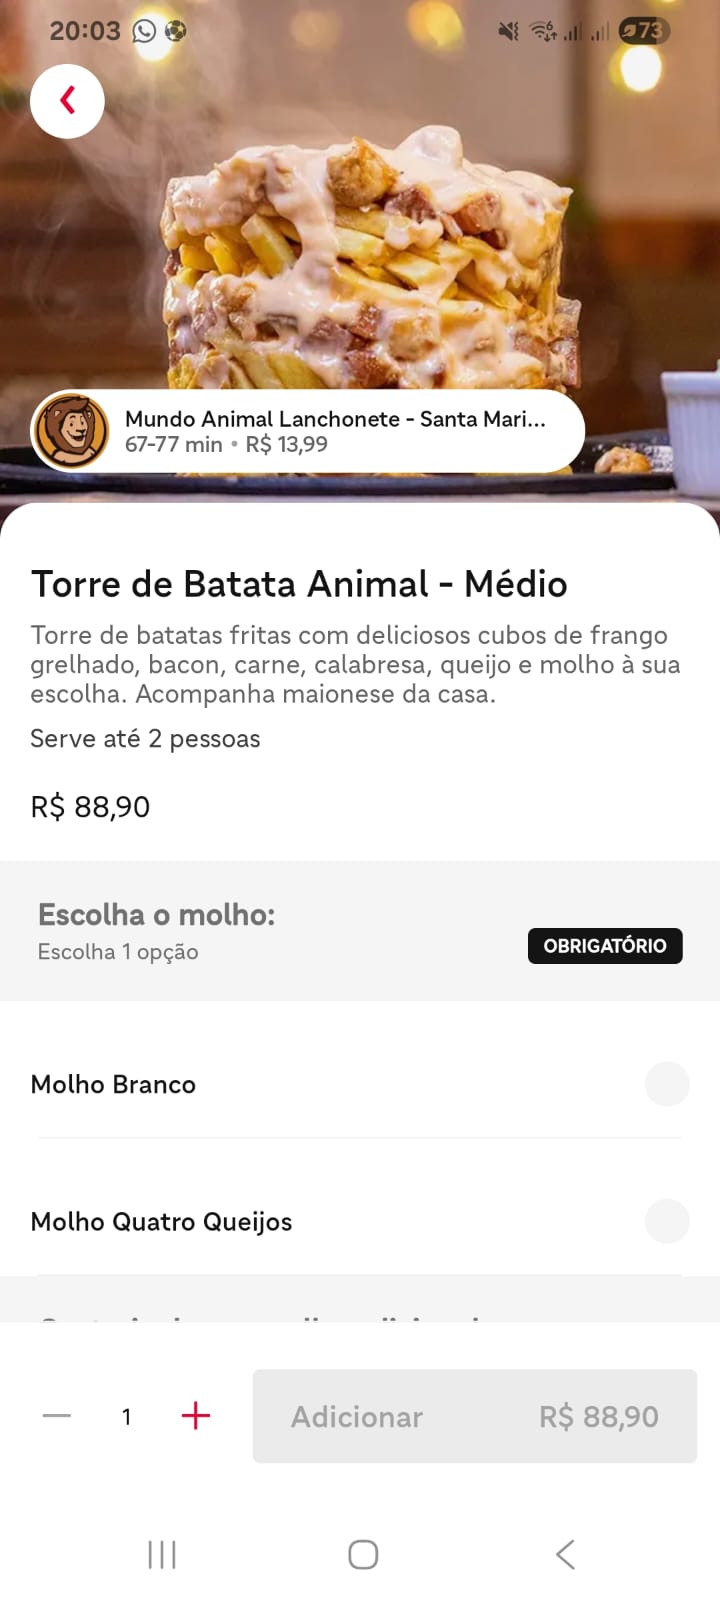 20:03
73
Mundo Animal Lanchonete - Santa Mari...
67-77 min • R$ 13,99
Torre de Batata Animal - Médio
Torre de batatas fritas com deliciosos cubos de frango
grelhado, bacon, carne, calabresa, queijo e molho à sua
escolha. Acompanha maionese da casa.
Serve até 2 pessoas
R$ 88,90
Escolha o molho:
Escolha 1 opção
OBRIGATÓRIO
Molho Branco
Molho Quatro Queijos
1
Adicionar R$ 88,90